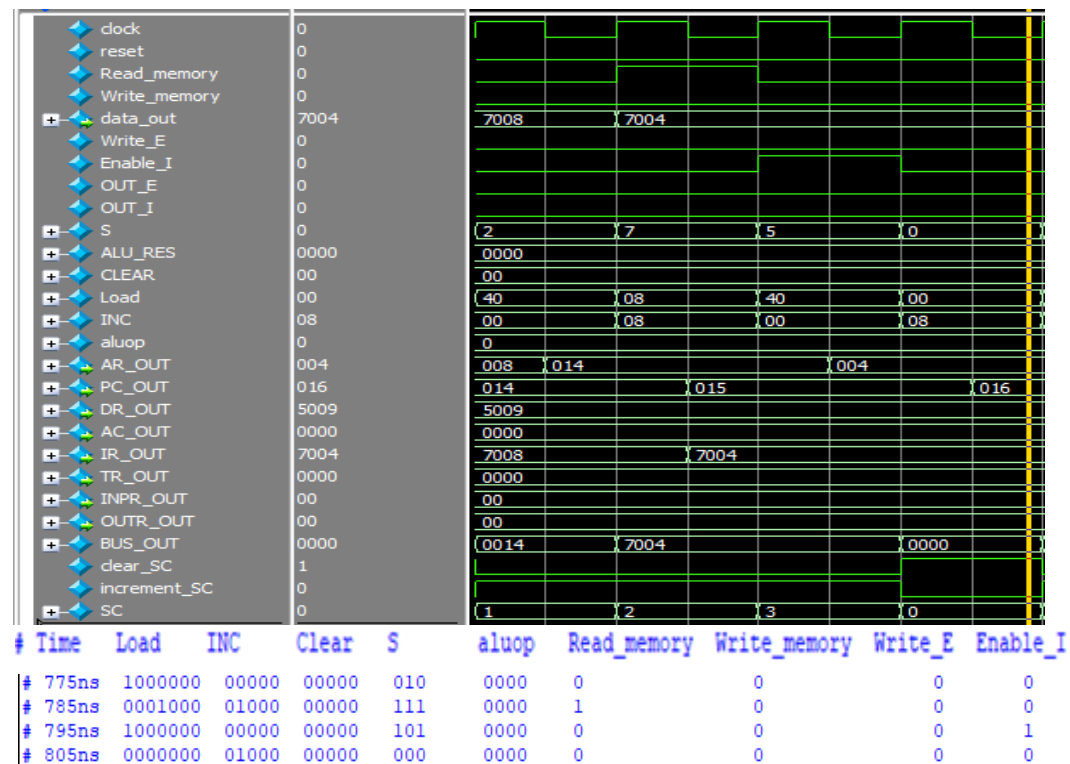 clock 0
reset 0
Read_memory 0
Write_memory 0
data_out 7004 7008 7004
Write_E 0
Enable_I 0
OUT_E 0
OUT_I 0
S 0 2 7 5 0
ALU_RES 0000 0000
CLEAR 00 00
Load 00 40 08 40 00
INC 08 00 08 00 08
aluop 0 0
AR_OUT 004 008 014 004
PC_OUT 016 014 015 016
DR_OUT 5009 5009
AC_OUT 0000 0000
IR_OUT 7004 7008 7004
TR_OUT 0000 0000
INPR_OUT 00 00
OUTR_OUT 00 00
BUS_OUT 0000 0014 7004 0000
clear_SC 1
increment_SC 0
SC 0 1 2 3 0
# Time Load INC Clear S aluop Read_memory Write_memory Write_E Enable_I
# 775ns 1000000 00000 00000 010 0000 0 0 0 0
# 785ns 0001000 01000 00000 111 0000 1 0 0 0
# 795ns 1000000 00000 00000 101 0000 0 0 0 1
# 805ns 0000000 01000 00000 000 0000 0 0 0 0